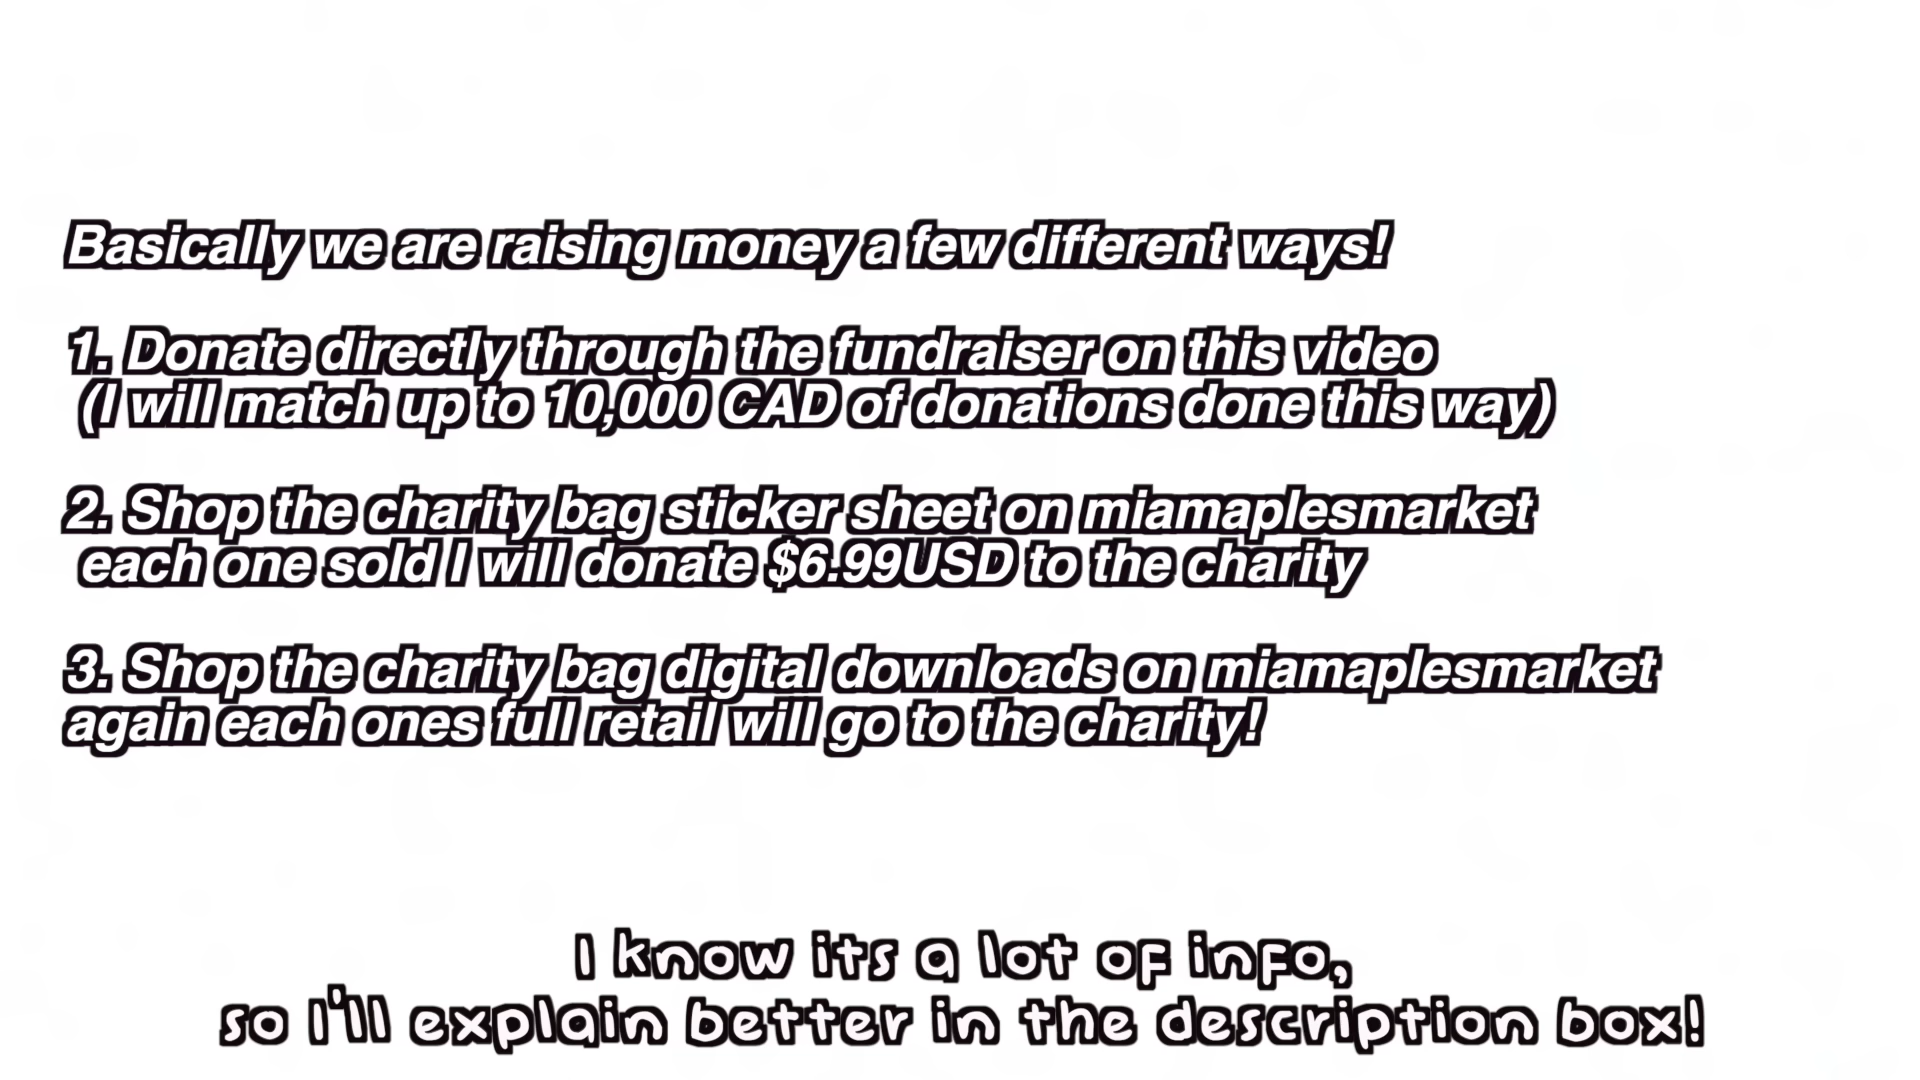 Basically we are raising money a few different ways!
1. Donate directly through the fundraiser on this video
(I will match up to 10,000 CAD of donations done this way)
2. Shop the charity bag sticker sheet on miamaplesmarket
each one sold I will donate $6.99USD to the charity
3. Shop the charity bag digital downloads on miamaplesmarket
again each ones full retail will go to the charity!
I know its a lot of info,
so I'll explain better in the description box!